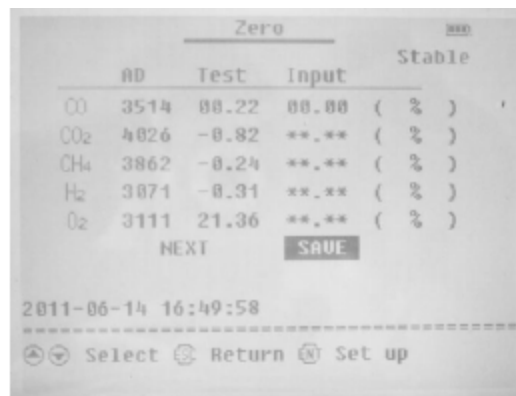 Zero
Stable
AD Test Input
CO 3514 00.22 00.00 ( % )
CO₂ 4026 -0.82 **.** ( % )
CH₄ 3862 -0.24 **.** ( % )
H₂ 3071 -0.31 **.** ( % )
O₂ 3111 21.36 **.** ( % )
NEXT SAVE
2011-06-14 16:49:58
Select ESC Return ENT Set up